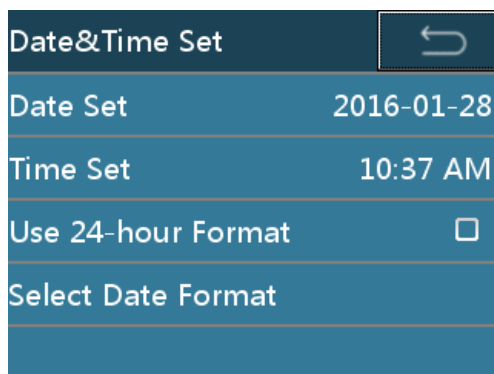 Date&Time Set
Date Set 2016-01-28
Time Set 10:37 AM
Use 24-hour Format
Select Date Format